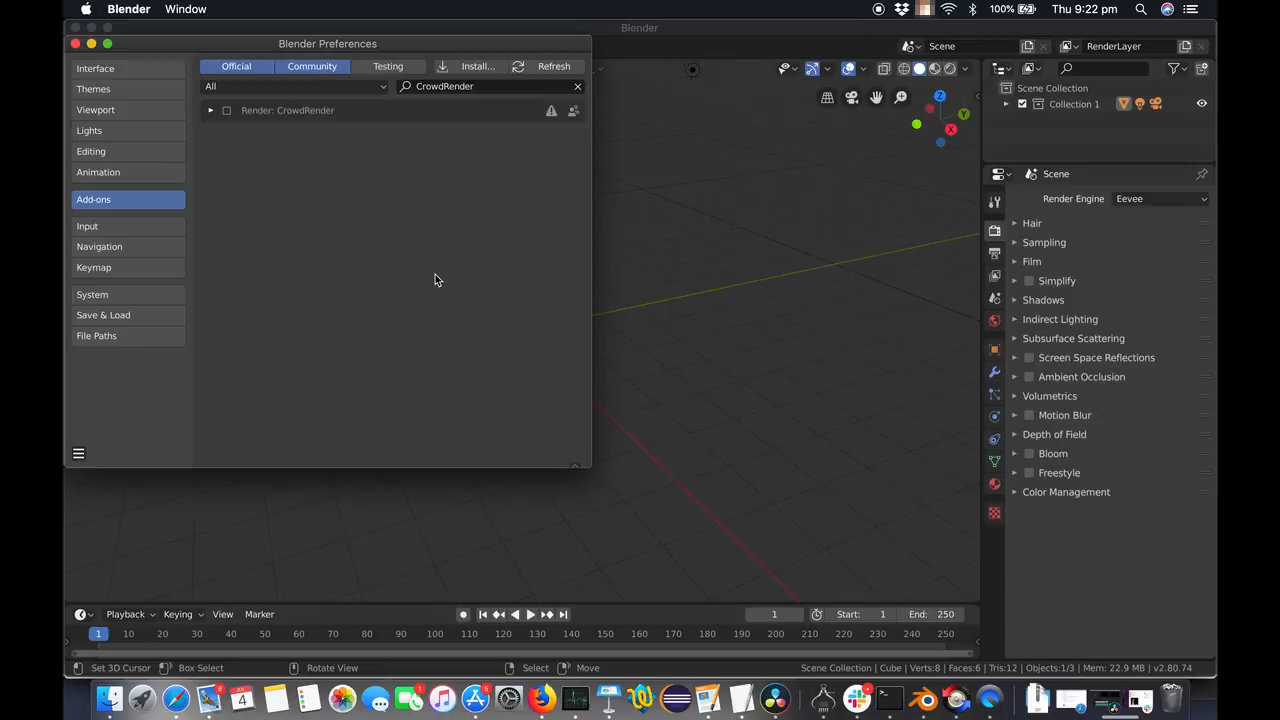 Blender Window
100% Thu 9:22 pm
Blender
Blender Preferences
Interface
Themes
Viewport
Lights
Editing
Animation
Add-ons
Input
Navigation
Keymap
System
Save & Load
File Paths
Official Community Testing Install... Refresh
All CrowdRender
Render: CrowdRender
Z
Y
X
Scene RenderLayer
Scene Collection
Collection 1
Scene
Render Engine Eevee
Hair
Sampling
Film
Simplify
Shadows
Indirect Lighting
Subsurface Scattering
Screen Space Reflections
Ambient Occlusion
Volumetrics
Motion Blur
Depth of Field
Bloom
Freestyle
Color Management
Playback Keying View Marker 1 Start: 1 End: 250
1 10 20 30 40 50 60 70 80 90 100 110 120 130 140 150 160 170 180 190 200 210 220 230 240 250
Set 3D Cursor Box Select Rotate View Select Move Scene Collection | Cube | Verts:8 | Faces:6 | Tris:12 | Objects:1/3 | Mem: 22.9 MB | v2.80.74
8 4 1 5